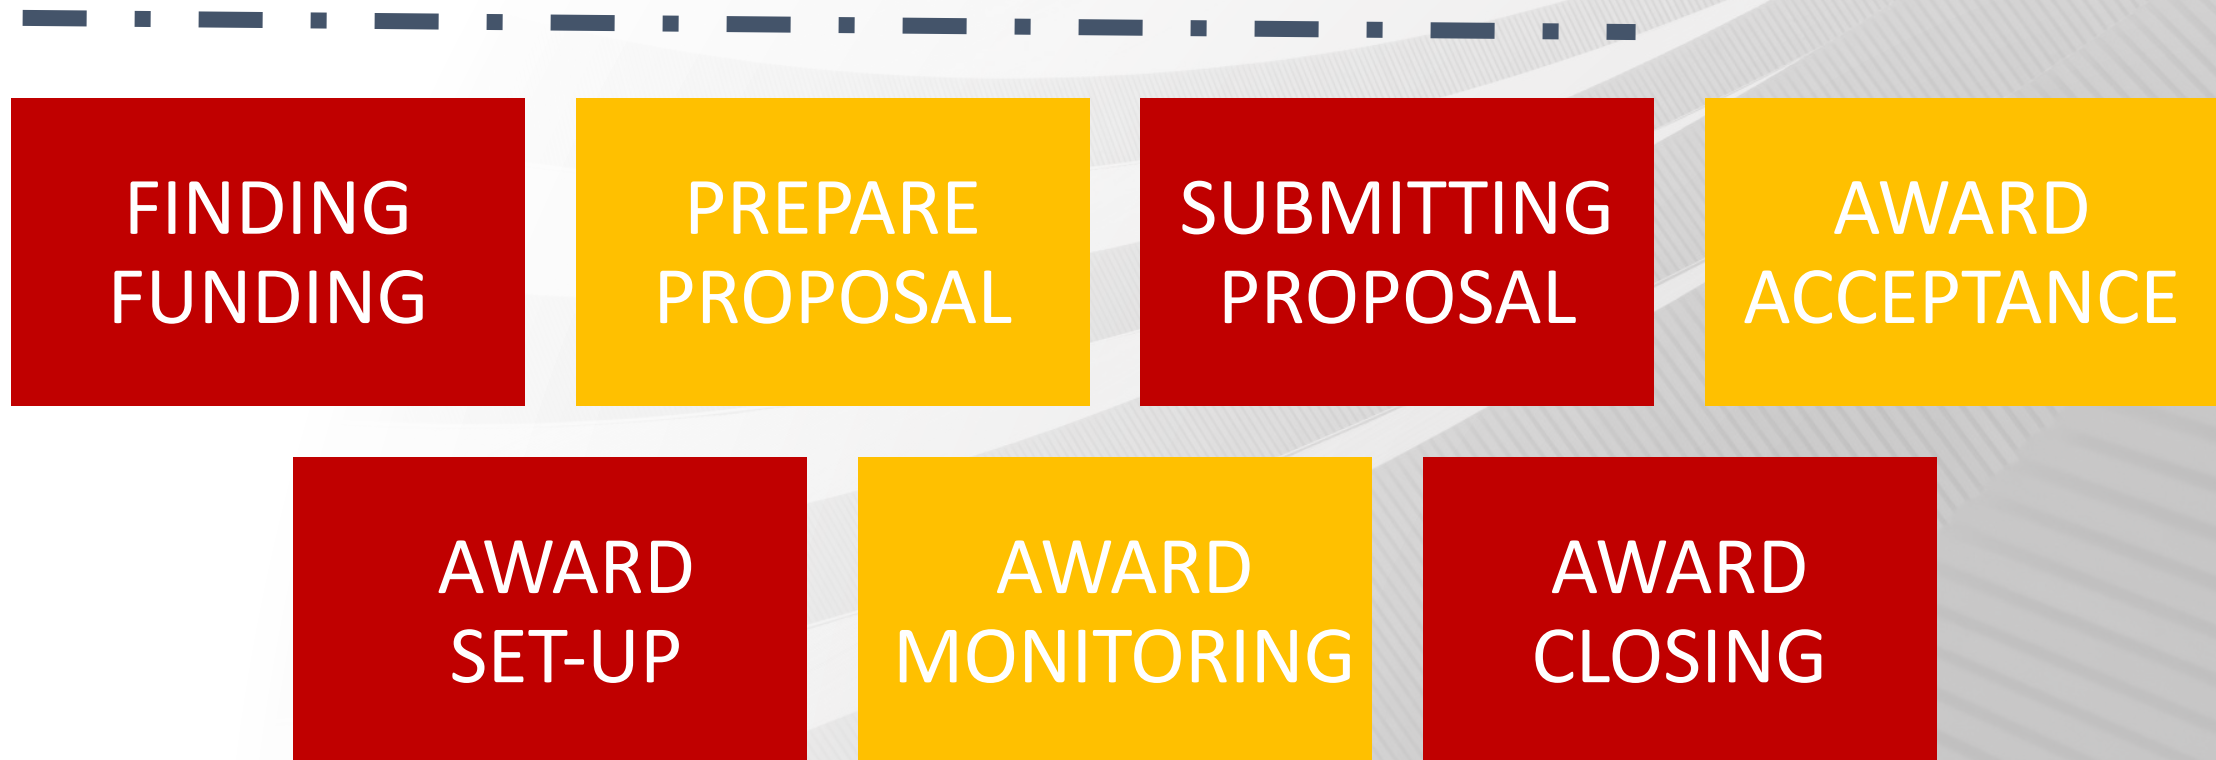 FINDING
FUNDING
PREPARE
PROPOSAL
SUBMITTING
PROPOSAL
AWARD
ACCEPTANCE
AWARD
SET-UP
AWARD
MONITORING
AWARD
CLOSING